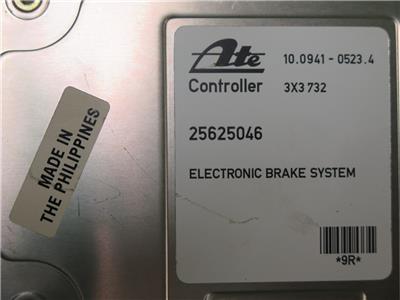 Ate 10.0941 - 0523.4
Controller 3X3 732
25625046
ELECTRONIC BRAKE SYSTEM
*9R*
MADE IN
THE PHILIPPINES